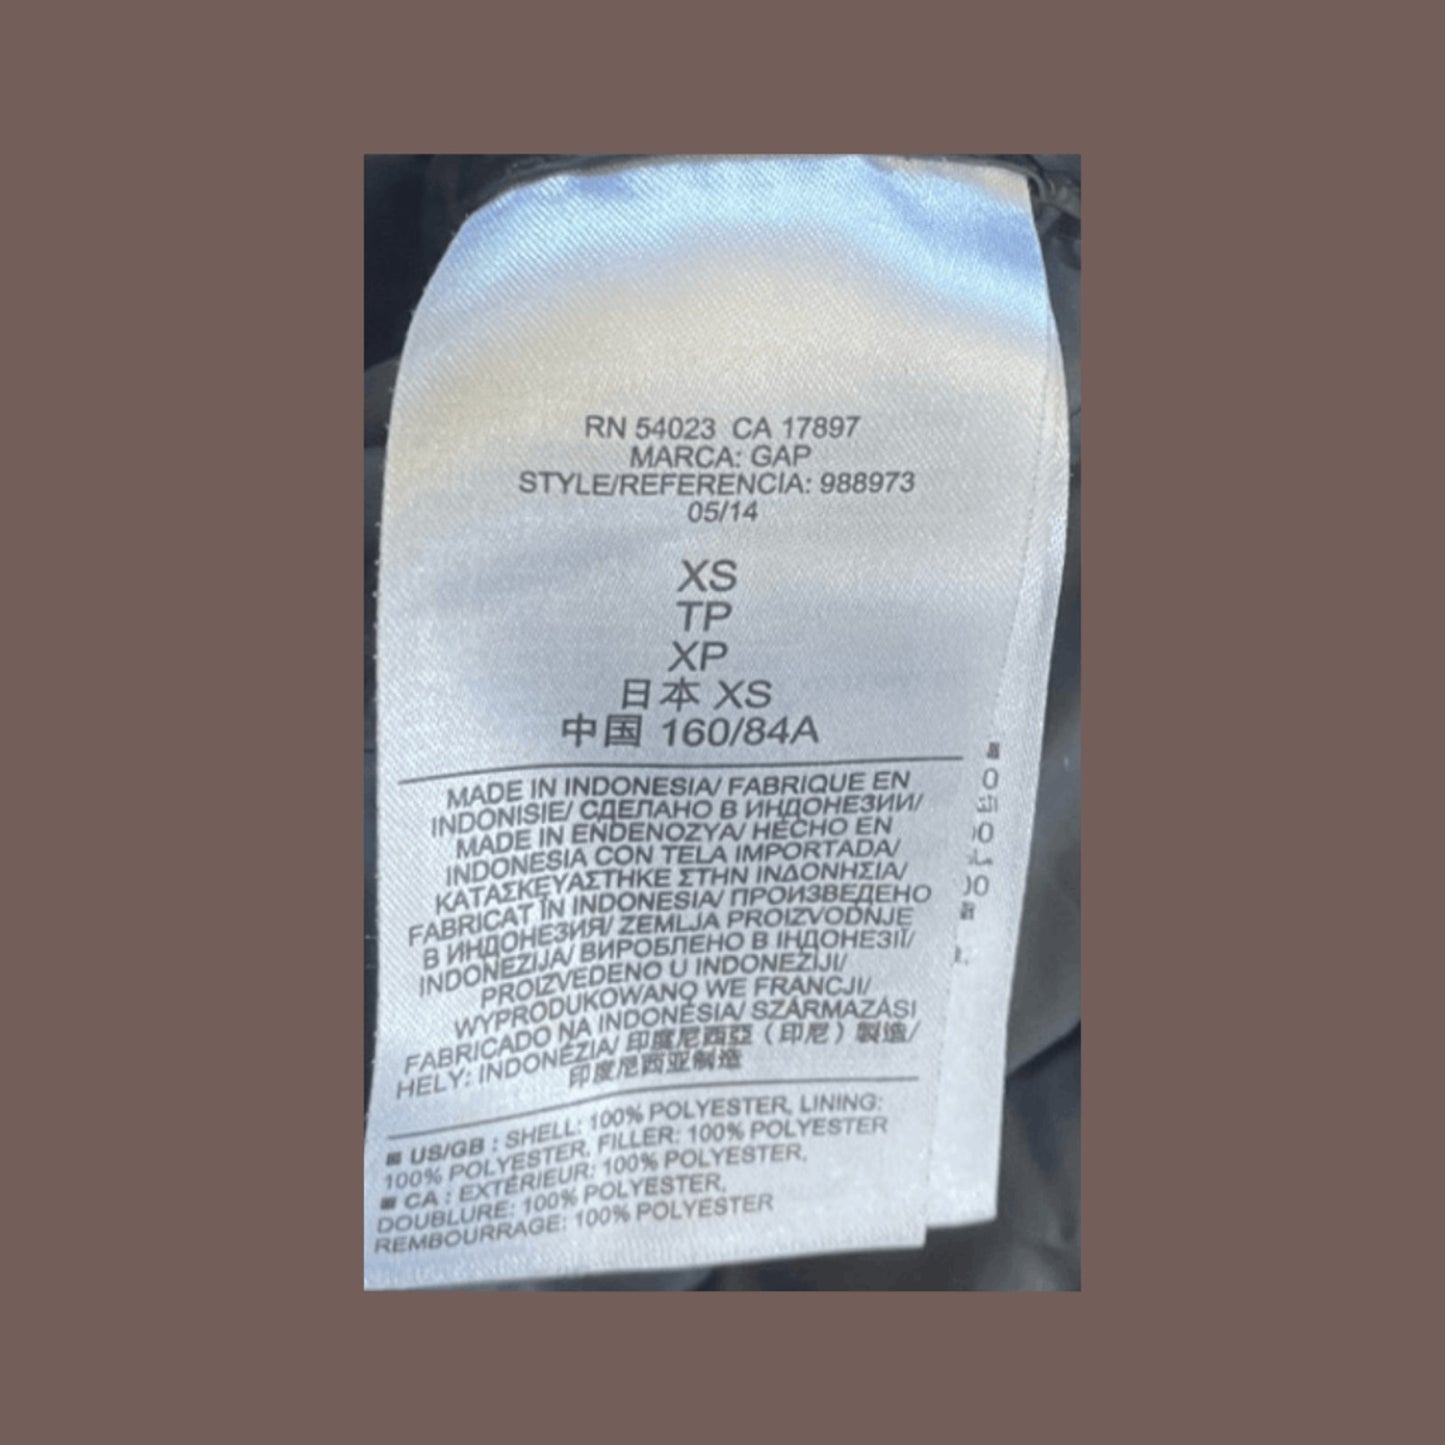 RN 54023 CA 17897
MARCA: GAP
STYLE/REFERENCIA: 988973
05/14
XS
TP
XP
日本 XS
中国 160/84A
MADE IN INDONESIA/ FABRIQUE EN
INDONISIE/ СДЕЛАНО В ИНДОНЕЗИИ/
MADE IN ENDENOZYA/ HECHO EN
INDONESIA CON TELA IMPORTADA/
ΚΑΤΑΣΚΕΥΑΣΤΗΚΕ ΣΤΗΝ ΙΝΔΟΝΗΣΙΑ/
FABRICAT ÎN INDONESIA/ ПРОИЗВЕДЕНО
В ИНДОНЕЗИЯ/ ZEMLJA PROIZVODNJE
INDONEZIJA/ ВИРОБЛЕНО В ІНДОНЕЗІЇ/
PROIZVEDENO U INDONEZIJI/
WYPRODUKOWANO WE FRANCJI/
FABRICADO NA INDONÉSIA/ SZÁRMAZÁSI
HELY: INDONÉZIA/ 印度尼西亞（印尼）製造/
印度尼西亚制造
US/GB : SHELL: 100% POLYESTER, LINING:
100% POLYESTER, FILLER: 100% POLYESTER
CA : EXTÉRIEUR: 100% POLYESTER,
DOUBLURE: 100% POLYESTER,
REMBOURRAGE: 100% POLYESTER